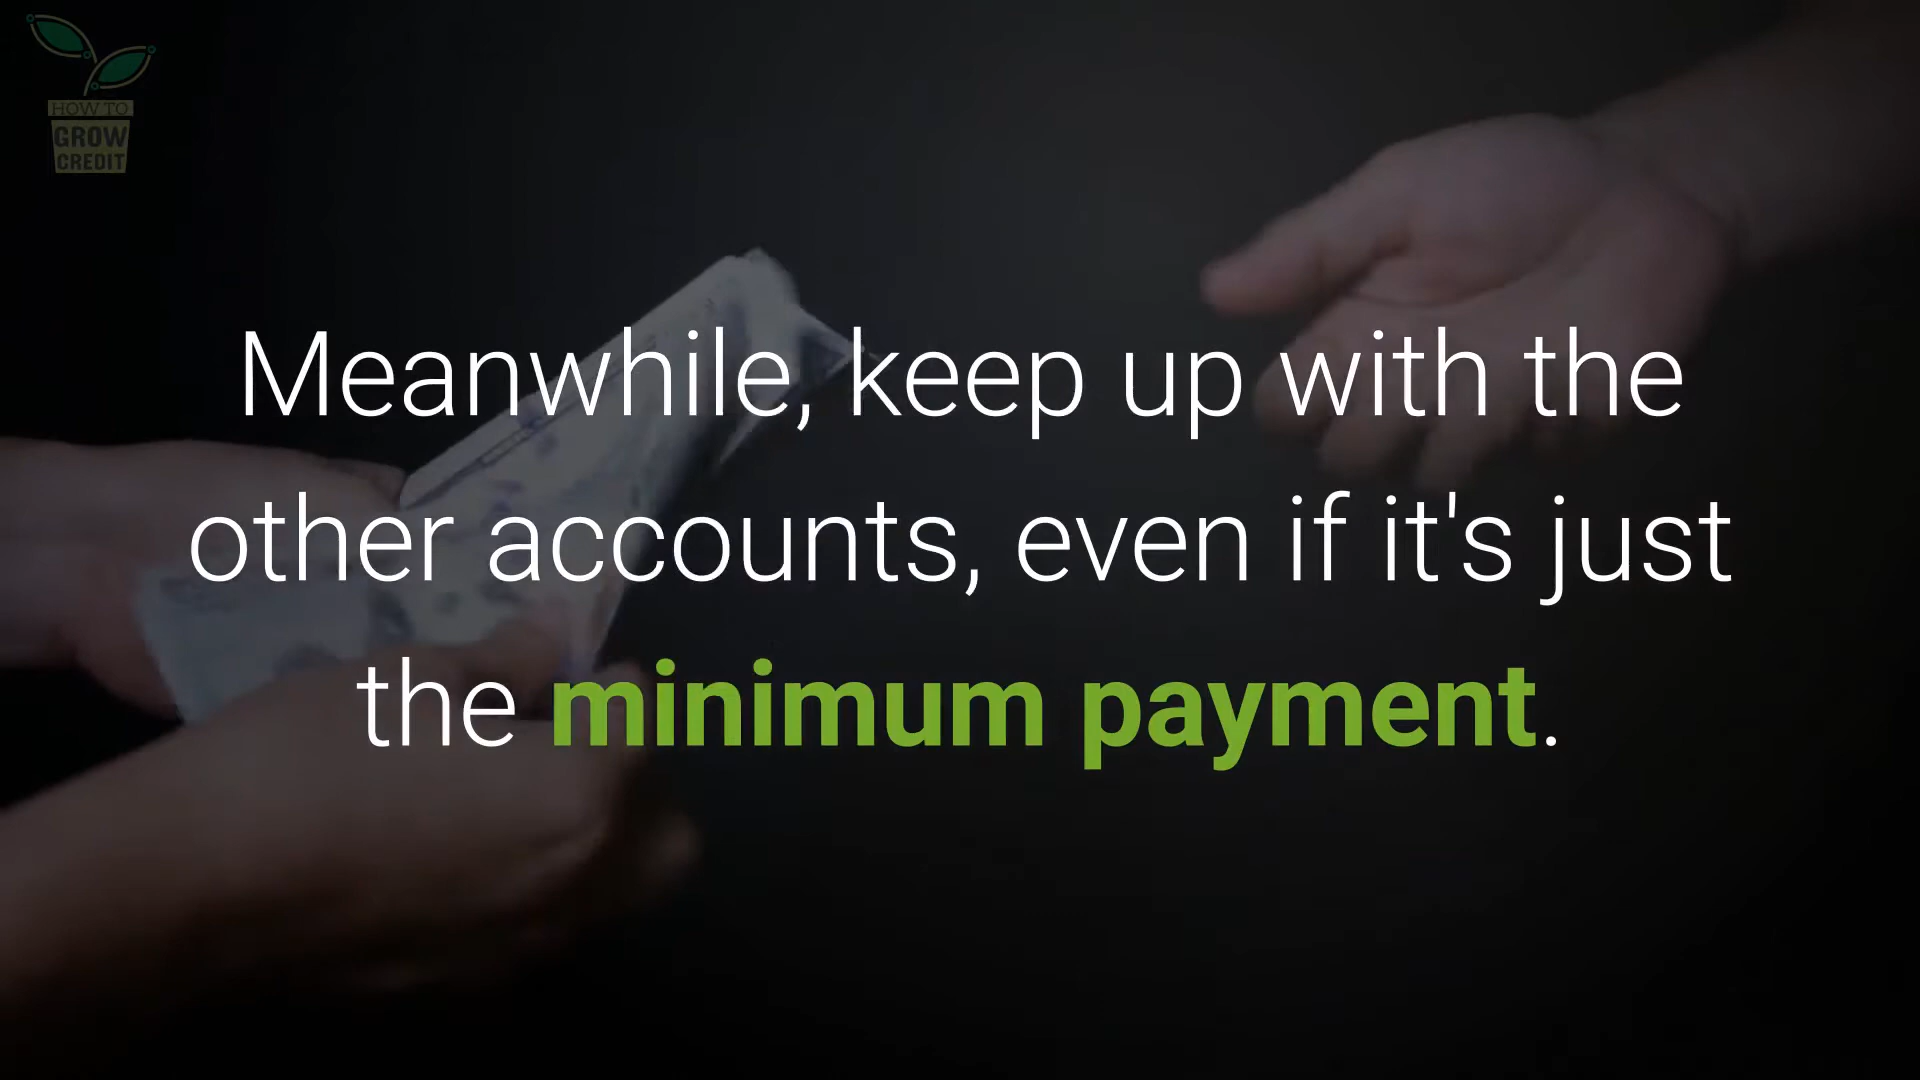 HOW TO
GROW
CREDIT
Meanwhile, keep up with the
other accounts, even if it's just
the minimum payment.